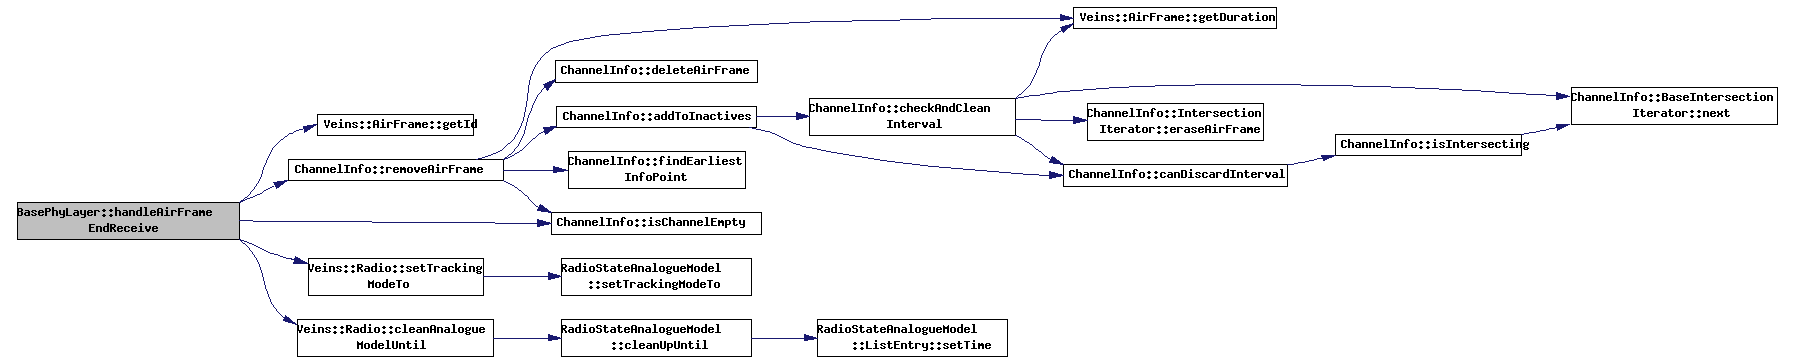 Veins::AirFrame::getDuration
ChannelInfo::deleteAirFrame
ChannelInfo::checkAndClean
Interval
ChannelInfo::BaseIntersection
Iterator::next
ChannelInfo::addToInactives
ChannelInfo::Intersection
Iterator::eraseAirFrame
Veins::AirFrame::getId
ChannelInfo::isIntersecting
ChannelInfo::removeAirFrame
ChannelInfo::findEarliest
InfoPoint
ChannelInfo::canDiscardInterval
BasePhyLayer::handleAirFrame
EndReceive
ChannelInfo::isChannelEmpty
Veins::Radio::setTracking
ModeTo
RadioStateAnalogueModel
::setTrackingModeTo
Veins::Radio::cleanAnalogue
ModelUntil
RadioStateAnalogueModel
::cleanUpUntil
RadioStateAnalogueModel
::ListEntry::setTime